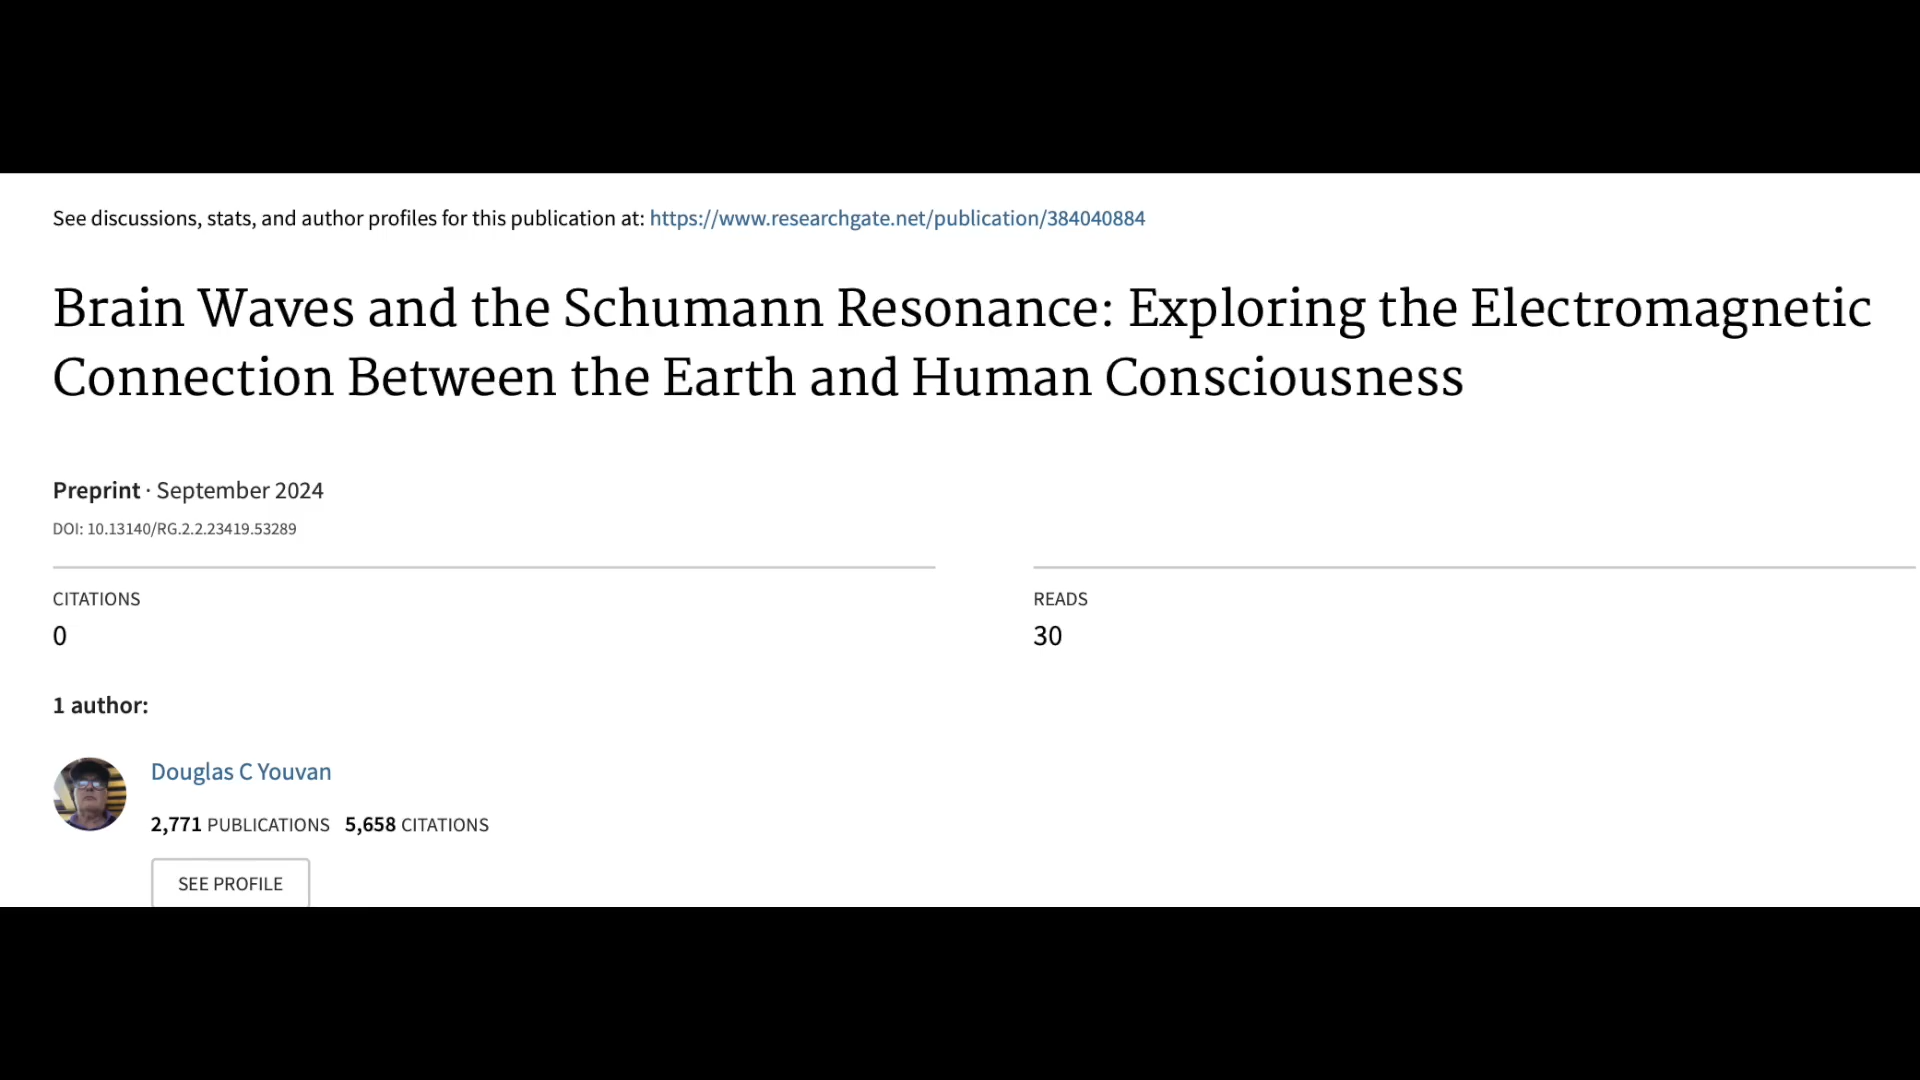 See discussions, stats, and author profiles for this publication at: https://www.researchgate.net/publication/384040884
Brain Waves and the Schumann Resonance: Exploring the Electromagnetic
Connection Between the Earth and Human Consciousness
Preprint · September 2024
DOI: 10.13140/RG.2.2.23419.53289
CITATIONS
0
READS
30
1 author:
Douglas C Youvan
2,771 PUBLICATIONS 5,658 CITATIONS
SEE PROFILE